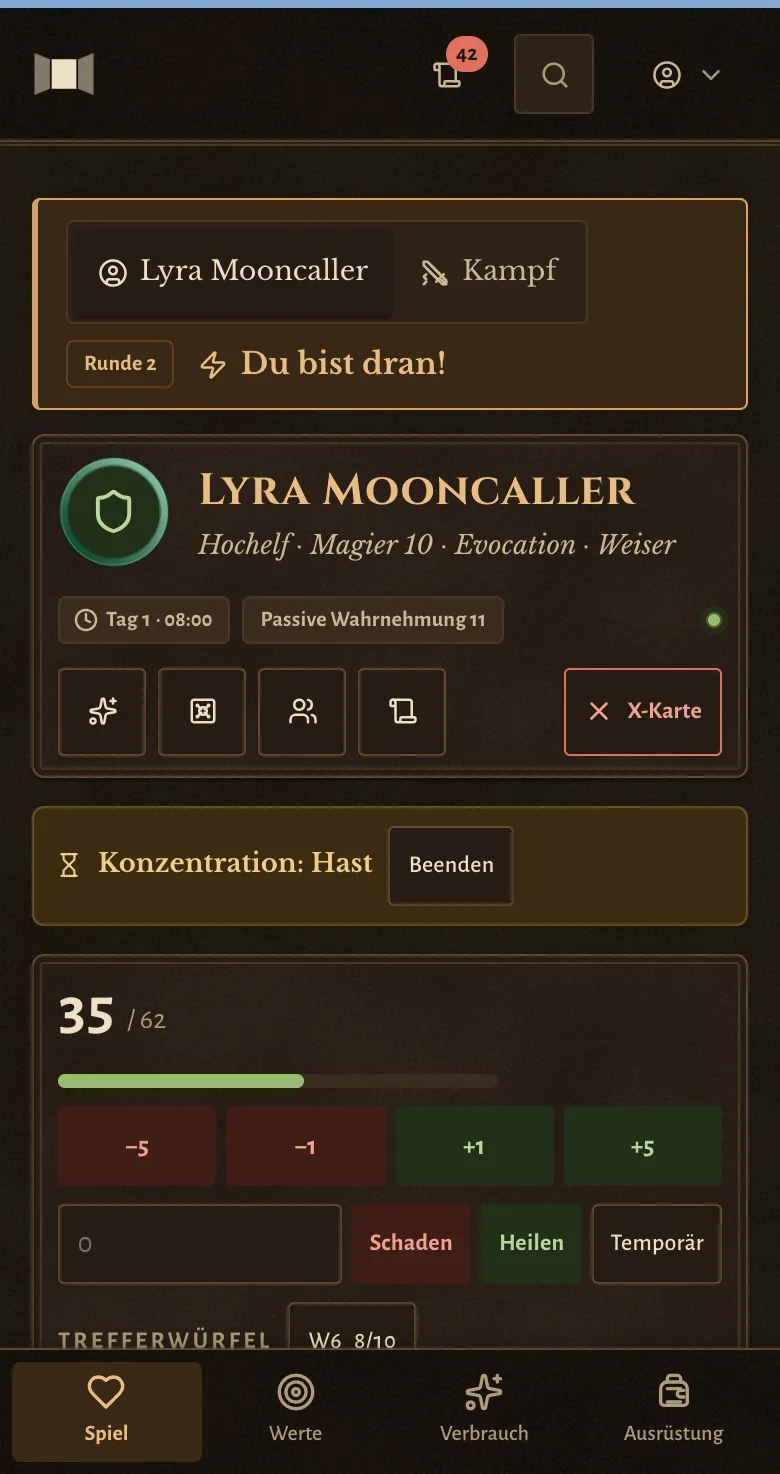 42
Lyra Mooncaller Kampf
Runde 2 Du bist dran!
Lyra Mooncaller
Hochelf · Magier 10 · Evocation · Weiser
Tag 1 · 08:00 Passive Wahrnehmung 11
X-Karte
Konzentration: Hast Beenden
35 / 62
−5 −1 +1 +5
0 Schaden Heilen Temporär
TREFFERWÜRFEL W6 8/10
Spiel Werte Verbrauch Ausrüstung